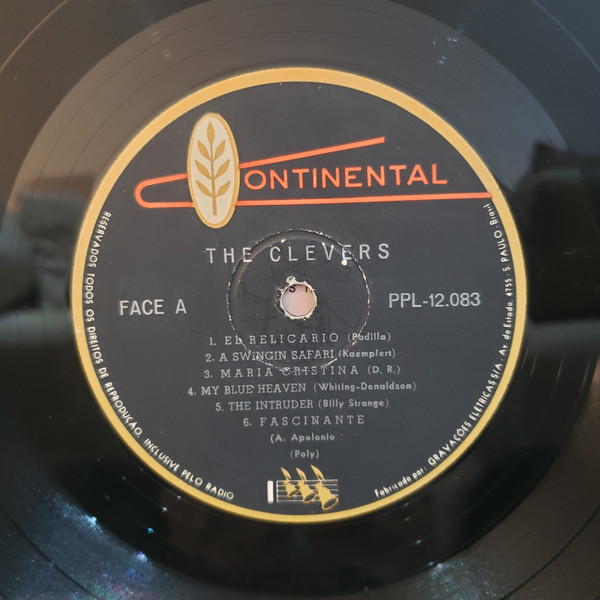 CONTINENTAL
THE CLEVERS
FACE A
PPL-12.083
1. EL RELICARIO (Padilla)
2. A SWINGIN SAFARI (Kaempfert)
3. MARIA CRISTINA (D. R.)
4. MY BLUE HEAVEN (Whiting-Donaldson)
5. THE INTRUDER (Billy Strange)
6. FASCINANTE
(A. Apolonio
(Poly)
RESERVADOS TODOS OS DIREITOS DE REPRODUÇÃO, INCLUSIVE PELO RADIO
Fabricado por: GRAVAÇÕES ELETRICAS S/A. Av. do Estado, 4755 - S. PAULO - Brasil